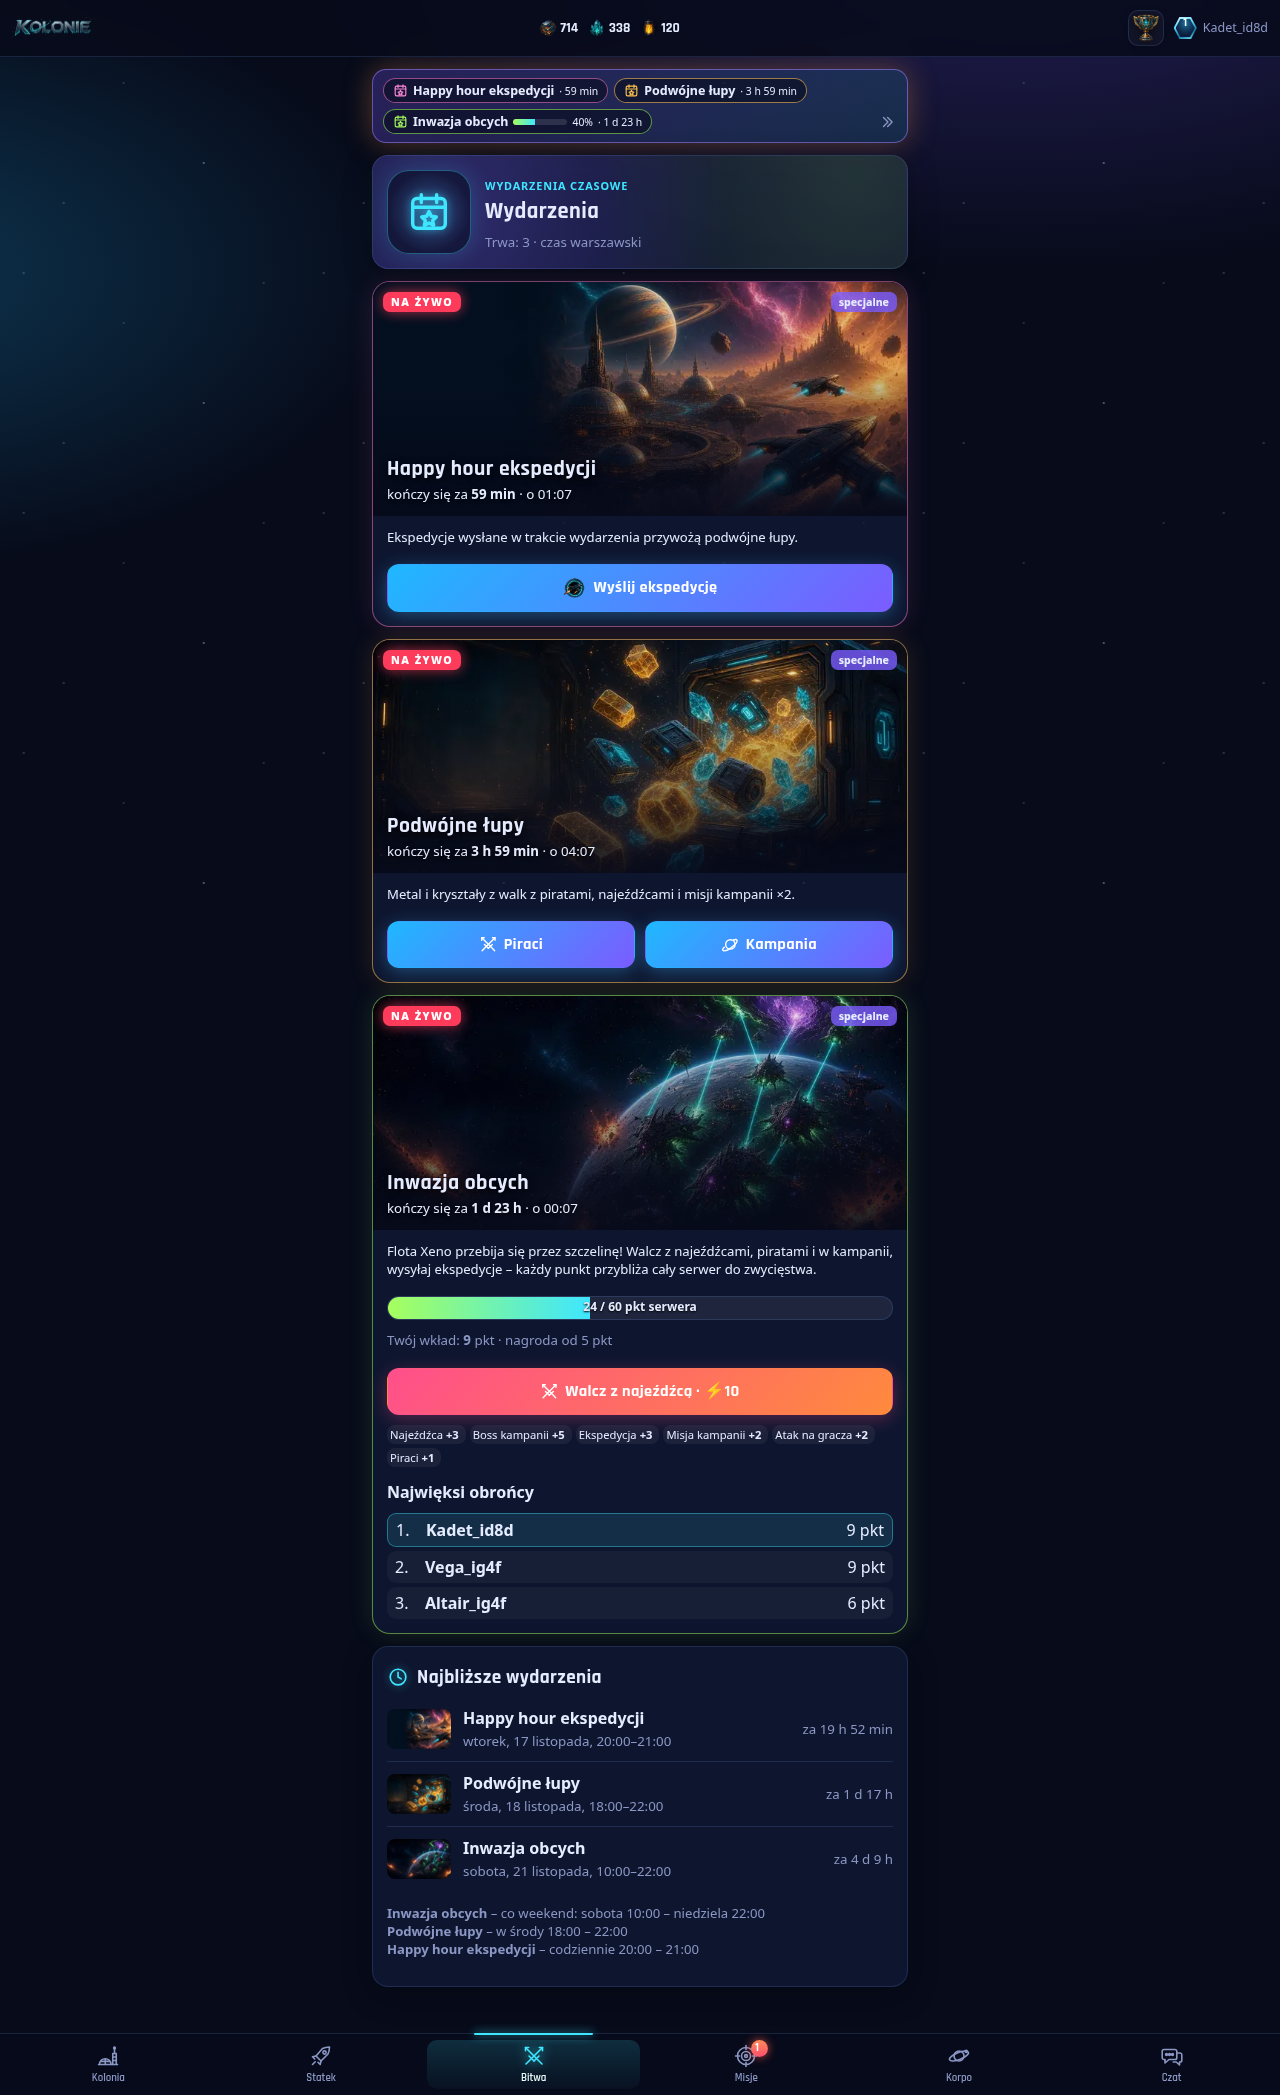 KOLONIE
714 338 120
Kadet_id8d
Happy hour ekspedycji · 59 min
Podwójne łupy · 3 h 59 min
Inwazja obcych 40% · 1 d 23 h
WYDARZENIA CZASOWE
Wydarzenia
Trwa: 3 · czas warszawski
NA ŻYWO
specjalne
Happy hour ekspedycji
kończy się za 59 min · o 01:07
Ekspedycje wysłane w trakcie wydarzenia przywożą podwójne łupy.
Wyślij ekspedycję
NA ŻYWO
specjalne
Podwójne łupy
kończy się za 3 h 59 min · o 04:07
Metal i kryształy z walk z piratami, najeźdźcami i misji kampanii ×2.
Piraci
Kampania
NA ŻYWO
specjalne
Inwazja obcych
kończy się za 1 d 23 h · o 00:07
Flota Xeno przebija się przez szczelinę! Walcz z najeźdźcami, piratami i w kampanii,
wysyłaj ekspedycje – każdy punkt przybliża cały serwer do zwycięstwa.
24 / 60 pkt serwera
Twój wkład: 9 pkt · nagroda od 5 pkt
Walcz z najeźdźcą · ⚡10
Najeźdźca +3 Boss kampanii +5 Ekspedycja +3 Misja kampanii +2 Atak na gracza +2
Piraci +1
Najwięksi obrońcy
1. Kadet_id8d 9 pkt
2. Vega_ig4f 9 pkt
3. Altair_ig4f 6 pkt
Najbliższe wydarzenia
Happy hour ekspedycji
wtorek, 17 listopada, 20:00–21:00
za 19 h 52 min
Podwójne łupy
środa, 18 listopada, 18:00–22:00
za 1 d 17 h
Inwazja obcych
sobota, 21 listopada, 10:00–22:00
za 4 d 9 h
Inwazja obcych – co weekend: sobota 10:00 – niedziela 22:00
Podwójne łupy – w środy 18:00 – 22:00
Happy hour ekspedycji – codziennie 20:00 – 21:00
Kolonia
Statek
Bitwa
1
Misje
Korpo
Czat